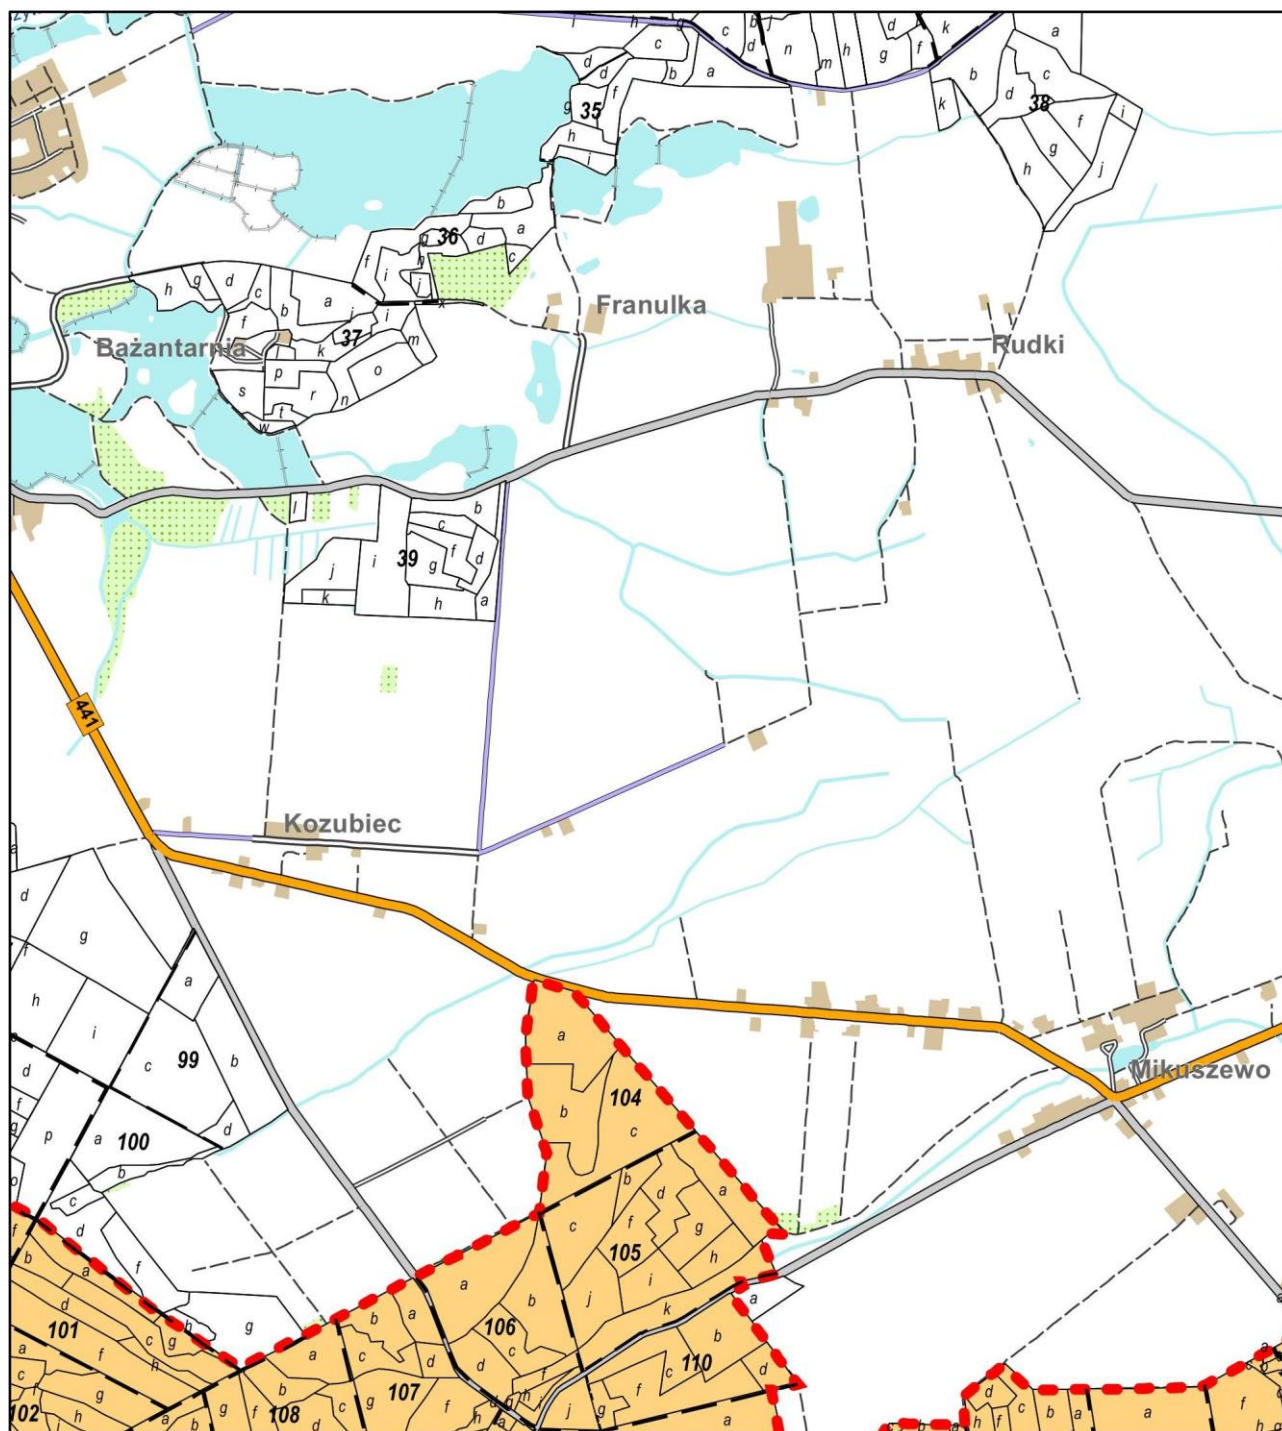 f h g c b d j n m h g d f k a
d d c b a f g 35 h i
b c d 38 f i g j h k
b a 36 g d c f h i j
h g d c b a i j f 37 k m o
Franulka
Rudki
Bażantarnia
p r s t n w
l b c f d 39 g i j k h a
441
Kozubiec
a d g f h i a c 99 b
d f g p a 100 b d c o
a 104 b c
Mikuszewo
b d a c f g 105 h i j k
d f g h
f b a d 101 c g h f
a b 106 c d f
a b c d 107 g f h
a b 110 d c f g j a
a c f g 102 i a b g f 108 b a c d
d h f c b a a f g h